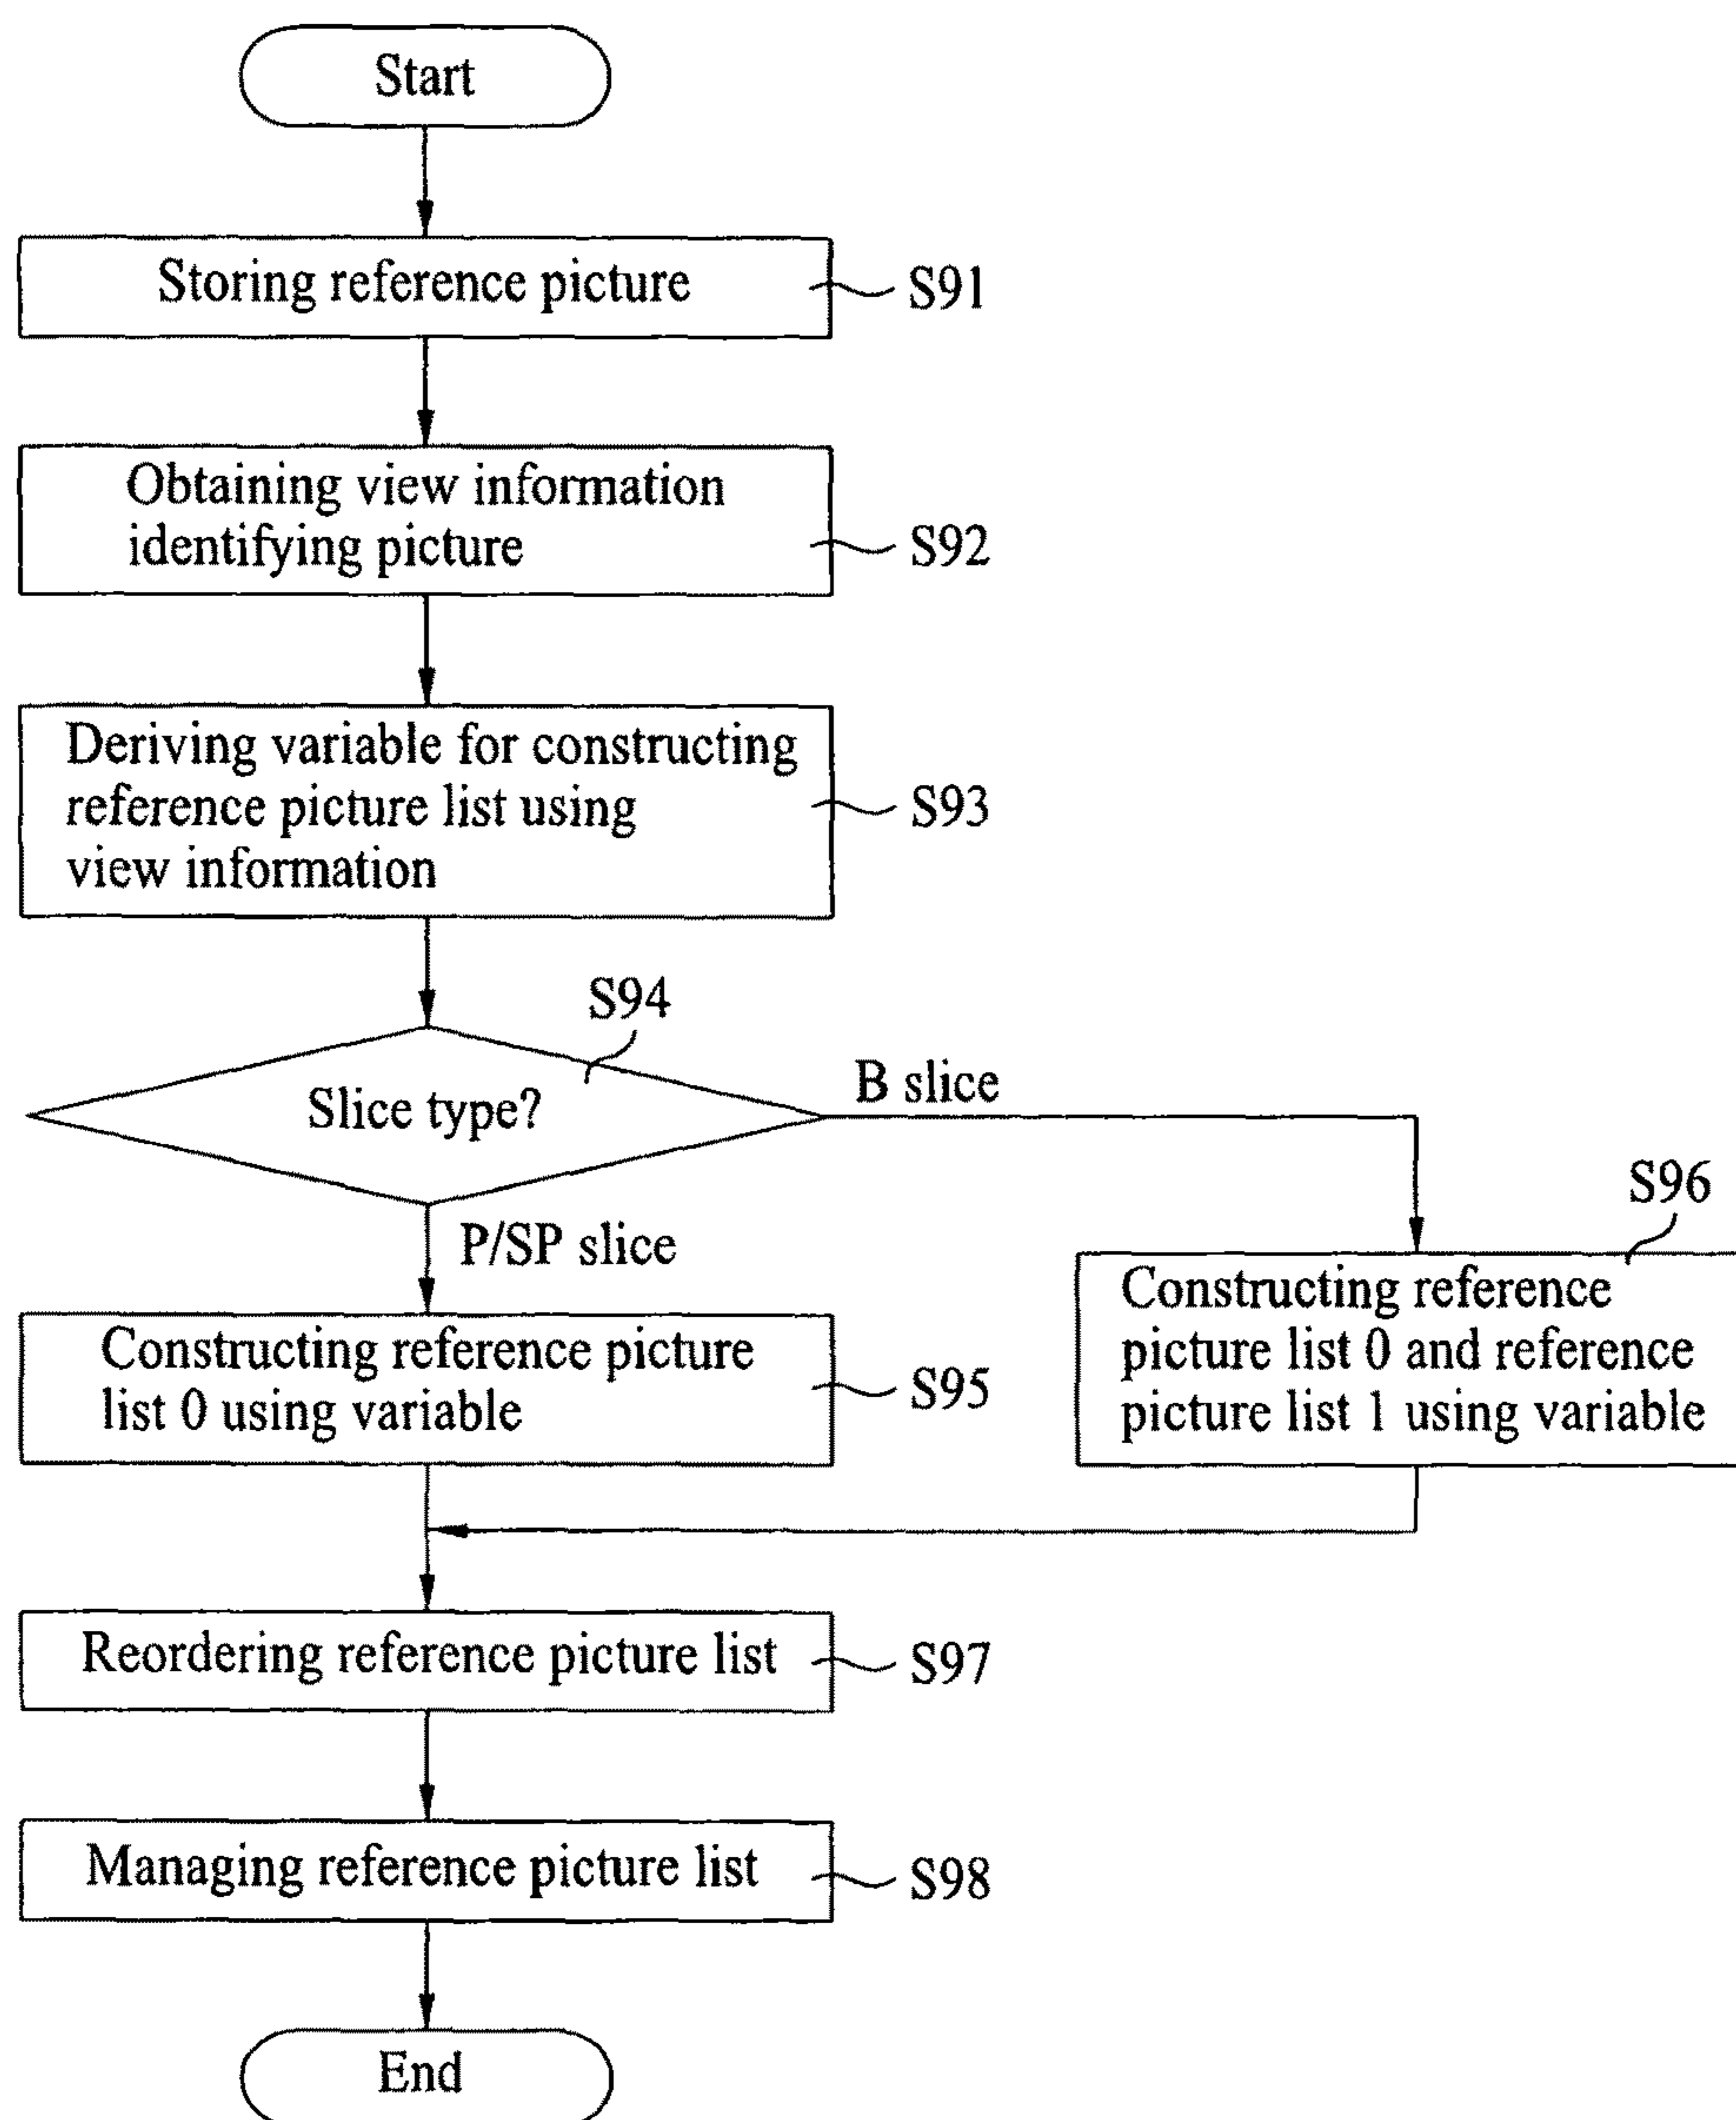 Start
Storing reference picture
S91
Obtaining view information
identifying picture
S92
Deriving variable for constructing
reference picture list using
view information
S93
S94
Slice type?
B slice
P/SP slice
S96
Constructing reference
picture list 0 and reference
picture list 1 using variable
Constructing reference picture
list 0 using variable
S95
Reordering reference picture list
S97
Managing reference picture list
S98
End